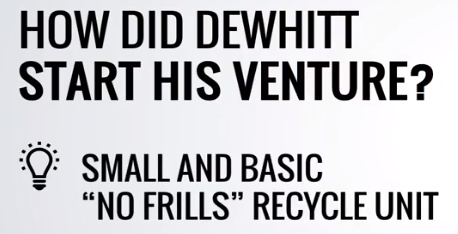 HOW DID DEWHITT
START HIS VENTURE?
SMALL AND BASIC
“NO FRILLS” RECYCLE UNIT